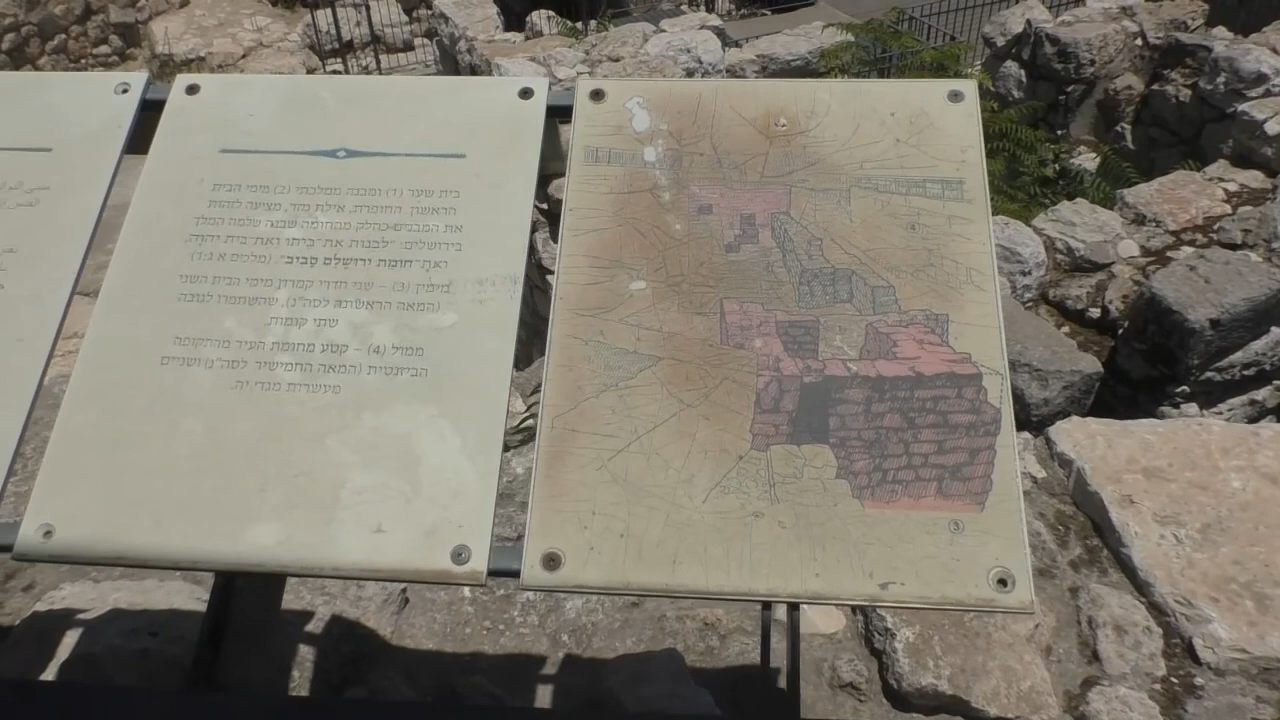 בית שער (1) ומבנה ממלכתי (2) מימי הבית
הראשון. החופרת, אילת מזר, מציעה לזהות
את המבנים כחלק מהחומה שבנה שלמה המלך
בירושלים: "לבנות את־ביתו ואת־בית יהוה,
ואת־חומת ירושלם סביב". (מלכים א ג:1)
מימין (3) – שני חדרי קמרון מימי הבית השני
(המאה הראשונה לסה"נ), שהשתמרו לגובה
שתי קומות.
ממול (4) – קטע מחומת העיר מהתקופה
הביזנטית (המאה החמישית לסה"נ) ושניים
מעשרות מגדליה.
4
3